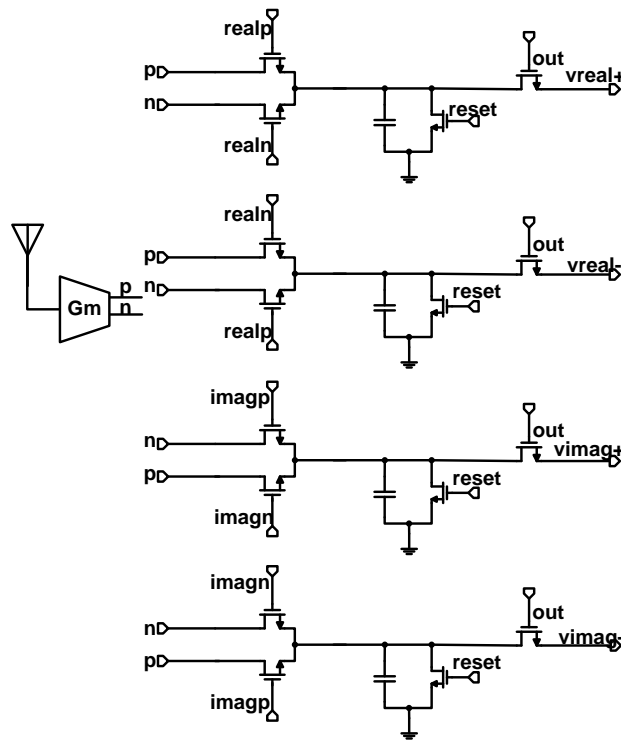 realp
out
p
vreal+
n
reset
realn
realn
out
p
vreal-
n
reset
realp
p
Gm
n
imagp
out
n
vimag+
p
reset
imagn
imagn
out
n
vimag-
p
reset
imagp